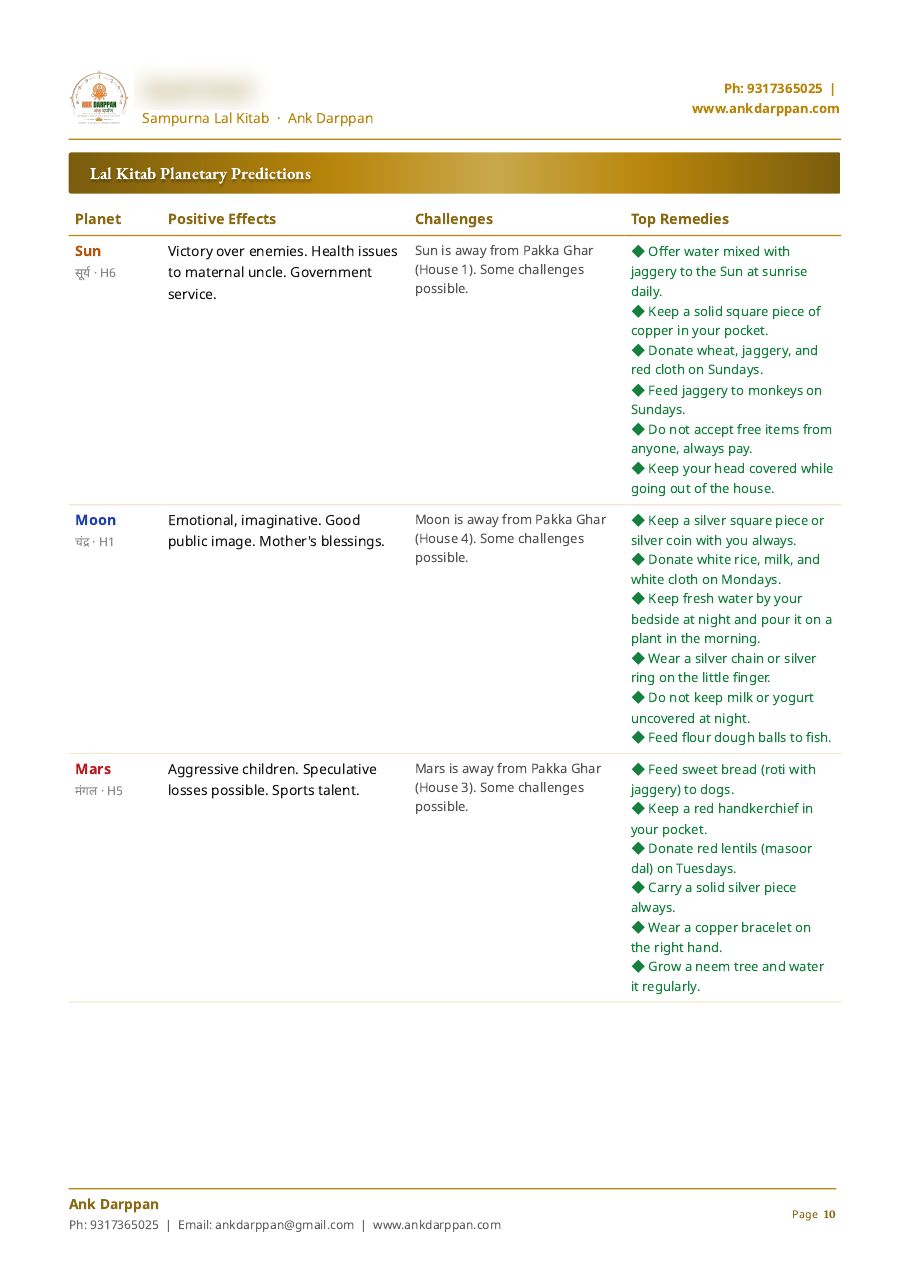 ANK DARPPAN
अंक दर्पण
Sampurna Lal Kitab · Ank Darppan
Ph: 9317365025 |
www.ankdarppan.com
Lal Kitab Planetary Predictions
Planet Positive Effects Challenges Top Remedies
Sun
सूर्य · H6
Victory over enemies. Health issues
to maternal uncle. Government
service.
Sun is away from Pakka Ghar
(House 1). Some challenges
possible.
◆ Offer water mixed with
jaggery to the Sun at sunrise
daily.
◆ Keep a solid square piece of
copper in your pocket.
◆ Donate wheat, jaggery, and
red cloth on Sundays.
◆ Feed jaggery to monkeys on
Sundays.
◆ Do not accept free items from
anyone, always pay.
◆ Keep your head covered while
going out of the house.
Moon
चंद्र · H1
Emotional, imaginative. Good
public image. Mother's blessings.
Moon is away from Pakka Ghar
(House 4). Some challenges
possible.
◆ Keep a silver square piece or
silver coin with you always.
◆ Donate white rice, milk, and
white cloth on Mondays.
◆ Keep fresh water by your
bedside at night and pour it on a
plant in the morning.
◆ Wear a silver chain or silver
ring on the little finger.
◆ Do not keep milk or yogurt
uncovered at night.
◆ Feed flour dough balls to fish.
Mars
मंगल · H5
Aggressive children. Speculative
losses possible. Sports talent.
Mars is away from Pakka Ghar
(House 3). Some challenges
possible.
◆ Feed sweet bread (roti with
jaggery) to dogs.
◆ Keep a red handkerchief in
your pocket.
◆ Donate red lentils (masoor
dal) on Tuesdays.
◆ Carry a solid silver piece
always.
◆ Wear a copper bracelet on
the right hand.
◆ Grow a neem tree and water
it regularly.
Ank Darppan
Ph: 9317365025 | Email: ankdarppan@gmail.com | www.ankdarppan.com
Page 10